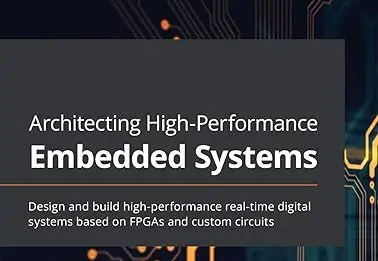 Architecting High-Performance
Embedded Systems
Design and build high-performance real-time digital
systems based on FPGAs and custom circuits